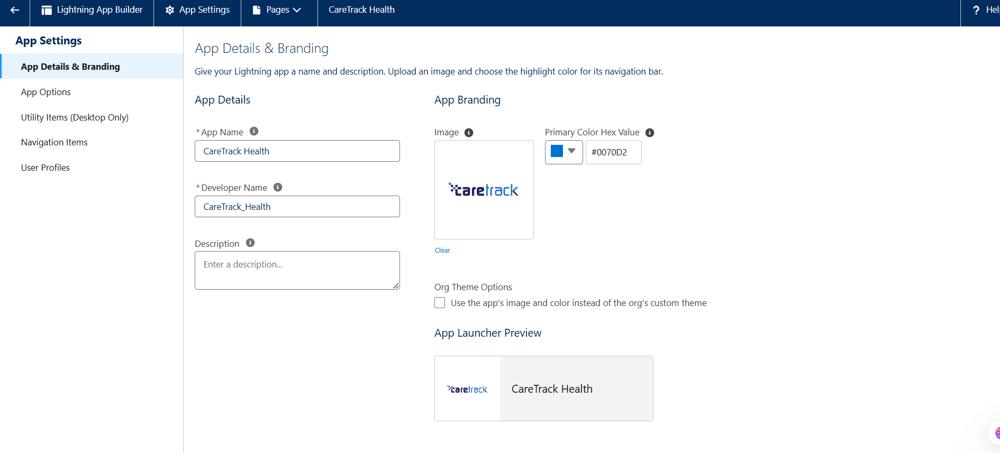 Lightning App Builder
App Settings
Pages
CareTrack Health
? Hel
App Settings
App Details & Branding
App Options
Utility Items (Desktop Only)
Navigation Items
User Profiles
App Details & Branding
Give your Lightning app a name and description. Upload an image and choose the highlight color for its navigation bar.
App Details
*App Name
CareTrack Health
*Developer Name
CareTrack_Health
Description
Enter a description...
App Branding
Image
caretrack
Clear
Primary Color Hex Value
#0070D2
Org Theme Options
Use the app's image and color instead of the org's custom theme
App Launcher Preview
caretrack
CareTrack Health